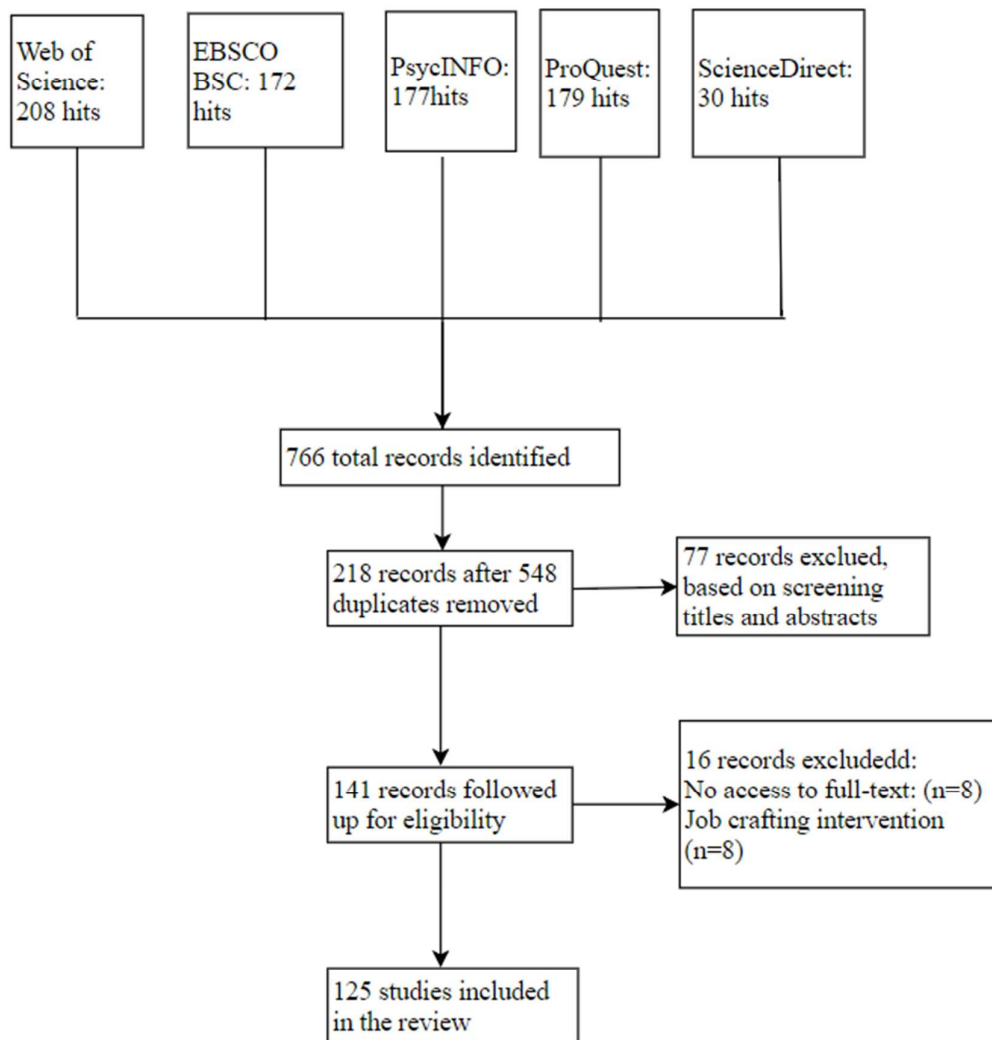 Web of
Science:
208 hits
EBSCO
BSC: 172
hits
PsycINFO:
177hits
ProQuest:
179 hits
ScienceDirect:
30 hits
766 total records identified
218 records after 548
duplicates removed
77 records exclued,
based on screening
titles and abstracts
141 records followed
up for eligibility
16 records excludedd:
No access to full-text: (n=8)
Job crafting intervention
(n=8)
125 studies included
in the review